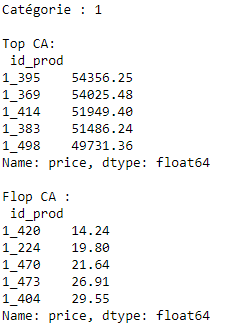 Catégorie : 1
Top CA:
id_prod
1_395 54356.25
1_369 54025.48
1_414 51949.40
1_383 51486.24
1_498 49731.36
Name: price, dtype: float64
Flop CA :
id_prod
1_420 14.24
1_224 19.80
1_470 21.64
1_473 26.91
1_404 29.55
Name: price, dtype: float64